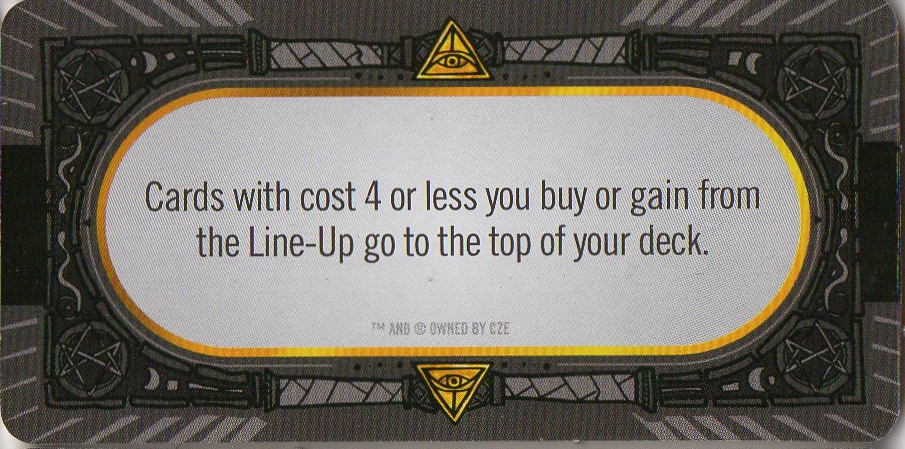 Cards with cost 4 or less you buy or gain from
the Line-Up go to the top of your deck.
™ AND ® OWNED BY CZE